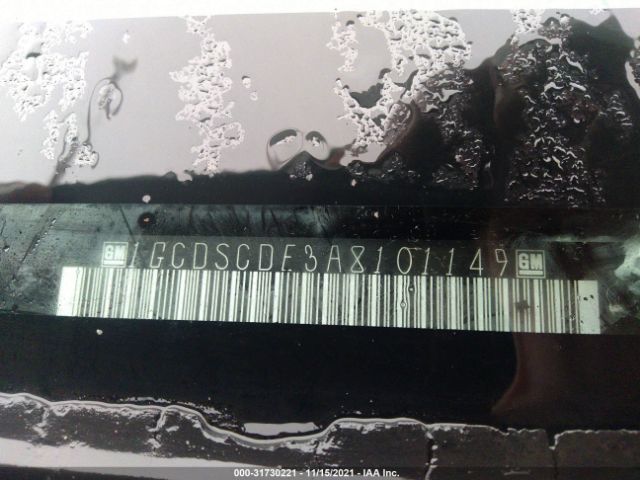 GM 1GCDSCDE3A8101149 GM
000-31730221 - 11/15/2021 - IAA Inc.